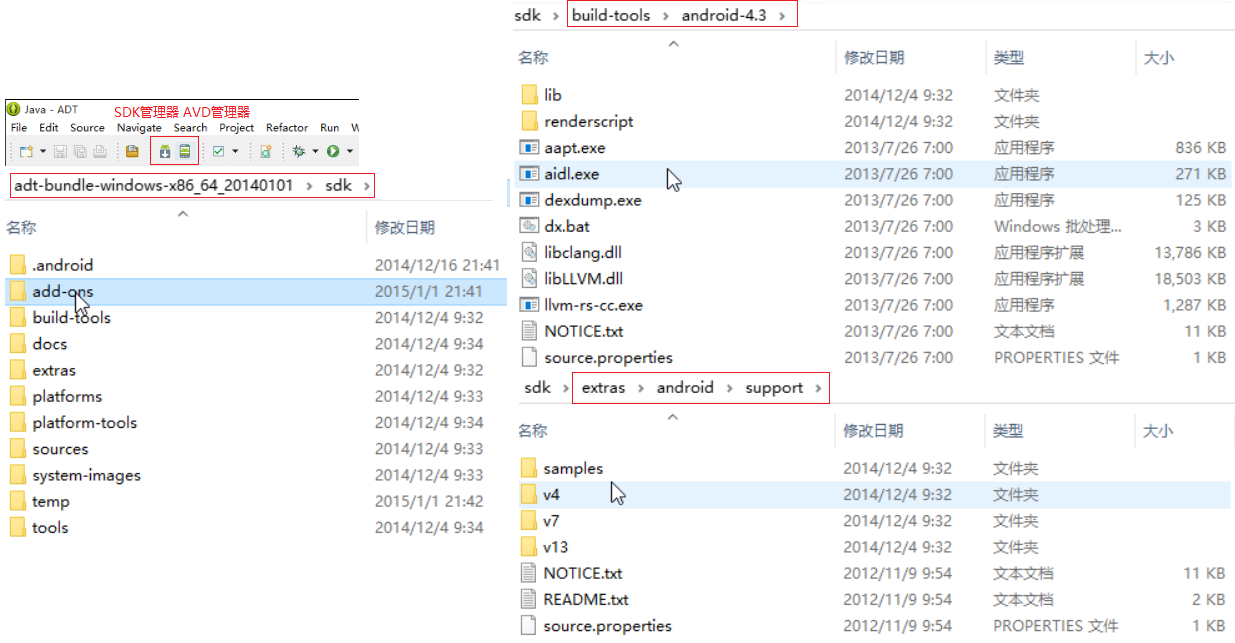 Java - ADT
SDK管理器 AVD管理器
File Edit Source Navigate Search Project Refactor Run W
adt-bundle-windows-x86_64_20140101 › sdk ›
名称 修改日期
.android 2014/12/16 21:41
add-ons 2015/1/1 21:41
build-tools 2014/12/4 9:32
docs 2014/12/4 9:34
extras 2014/12/4 9:32
platforms 2014/12/4 9:33
platform-tools 2014/12/4 9:34
sources 2014/12/4 9:33
system-images 2014/12/4 9:33
temp 2015/1/1 21:42
tools 2014/12/4 9:34
sdk › build-tools › android-4.3 ›
名称 修改日期 类型 大小
lib 2014/12/4 9:32 文件夹
renderscript 2014/12/4 9:32 文件夹
aapt.exe 2013/7/26 7:00 应用程序 836 KB
aidl.exe 2013/7/26 7:00 应用程序 271 KB
dexdump.exe 2013/7/26 7:00 应用程序 125 KB
dx.bat 2013/7/26 7:00 Windows 批处理... 3 KB
libclang.dll 2013/7/26 7:00 应用程序扩展 13,786 KB
libLLVM.dll 2013/7/26 7:00 应用程序扩展 18,503 KB
llvm-rs-cc.exe 2013/7/26 7:00 应用程序 1,287 KB
NOTICE.txt 2013/7/26 7:00 文本文档 11 KB
source.properties 2013/7/26 7:00 PROPERTIES 文件 1 KB
sdk › extras › android › support ›
名称 修改日期 类型 大小
samples 2014/12/4 9:32 文件夹
v4 2014/12/4 9:32 文件夹
v7 2014/12/4 9:32 文件夹
v13 2014/12/4 9:32 文件夹
NOTICE.txt 2012/11/9 9:54 文本文档 11 KB
README.txt 2012/11/9 9:54 文本文档 2 KB
source.properties 2012/11/9 9:54 PROPERTIES 文件 1 KB